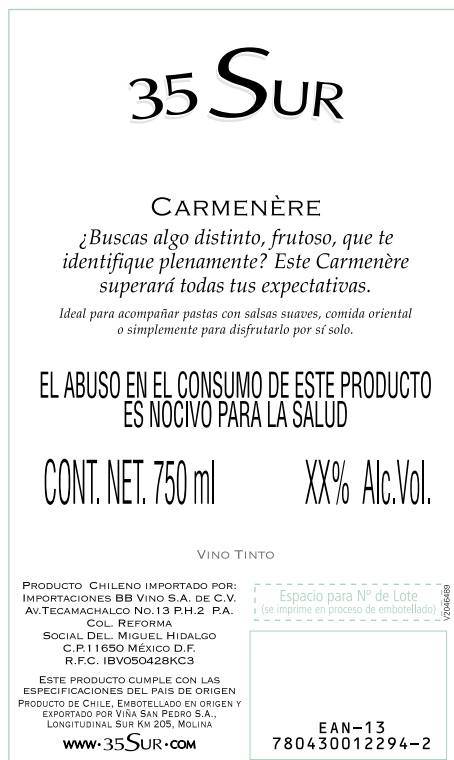 35 SUR
CARMENÈRE
¿Buscas algo distinto, frutoso, que te
identifique plenamente? Este Carmenère
superará todas tus expectativas.
Ideal para acompañar pastas con salsas suaves, comida oriental
o simplemente para disfrutarlo por sí solo.
EL ABUSO EN EL CONSUMO DE ESTE PRODUCTO
ES NOCIVO PARA LA SALUD
CONT. NET. 750 ml XX% Alc.Vol.
VINO TINTO
PRODUCTO CHILENO IMPORTADO POR:
IMPORTACIONES BB VINO S.A. DE C.V.
AV.TECAMACHALCO NO.13 P.H.2 P.A.
COL. REFORMA
SOCIAL DEL. MIGUEL HIDALGO
C.P.11650 MÉXICO D.F.
R.F.C. IBV050428KC3
ESTE PRODUCTO CUMPLE CON LAS
ESPECIFICACIONES DEL PAIS DE ORIGEN
PRODUCTO DE CHILE, EMBOTELLADO EN ORIGEN Y
EXPORTADO POR VIÑA SAN PEDRO S.A.,
LONGITUDINAL SUR KM 205, MOLINA
WWW•35SUR•COM
Espacio para Nº de Lote
(se imprime en proceso de embotellado)
V2046489
EAN-13
780430012294-2